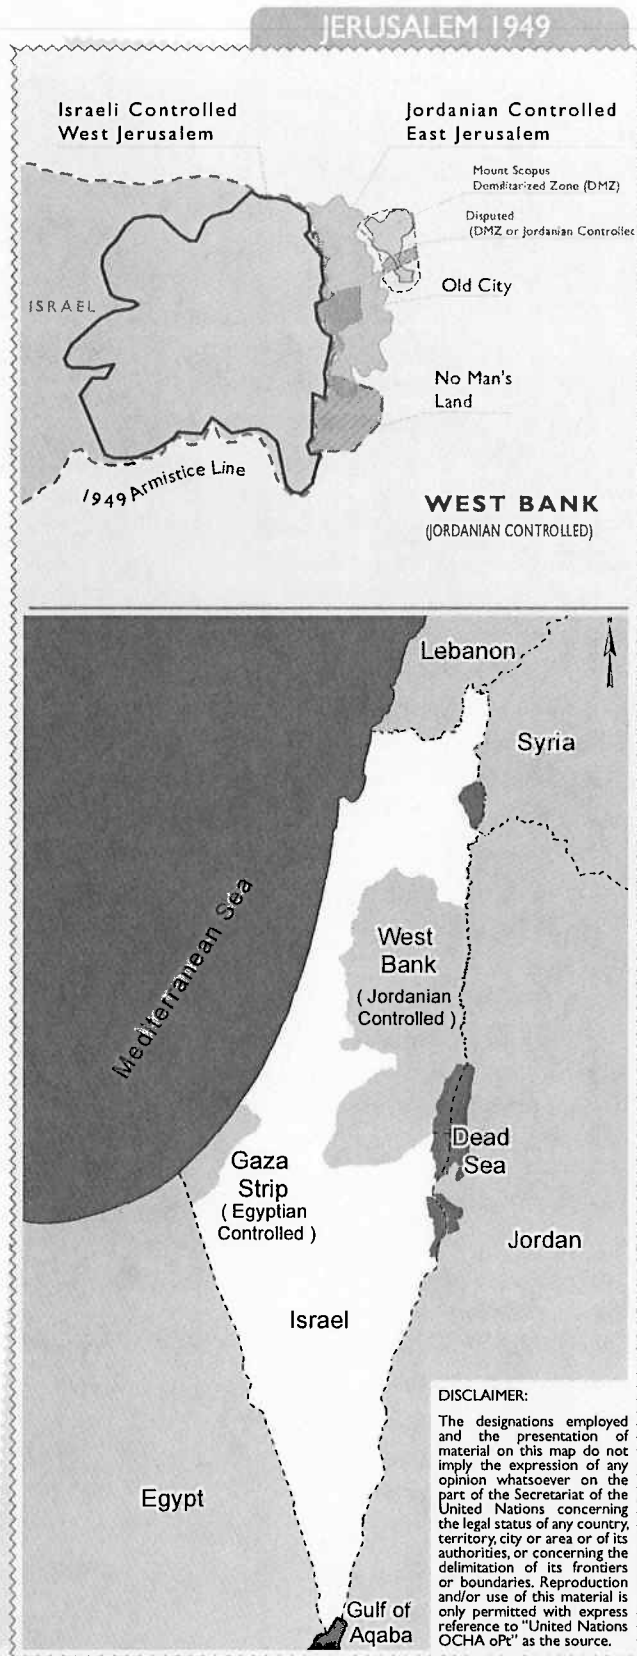 JERUSALEM 1949
Israeli Controlled
West Jerusalem
Jordanian Controlled
East Jerusalem
Mount Scopus
Demilitarized Zone (DMZ)
Disputed
(DMZ or Jordanian Controlled
ISRAEL
Old City
No Man's
Land
1949 Armistice Line
WEST BANK
(JORDANIAN CONTROLLED)
Lebanon
N
Syria
Mediterranean Sea
West
Bank
( Jordanian
Controlled )
Dead
Sea
Gaza
Strip
( Egyptian
Controlled )
Jordan
Israel
Egypt
Gulf of
Aqaba
DISCLAIMER:
The designations employed
and the presentation of
material on this map do not
imply the expression of any
opinion whatsoever on the
part of the Secretariat of the
United Nations concerning
the legal status of any country,
territory, city or area or of its
authorities, or concerning the
delimitation of its frontiers
or boundaries. Reproduction
and/or use of this material is
only permitted with express
reference to "United Nations
OCHA oPt" as the source.